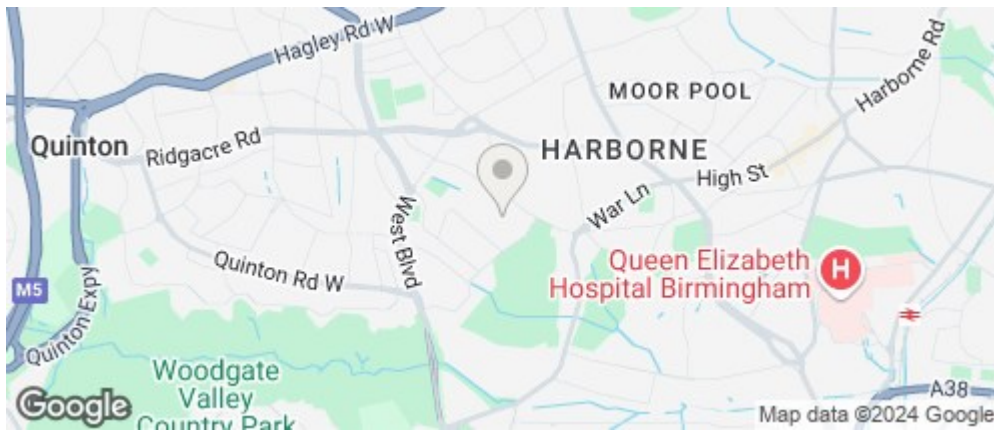 Hagley Rd W
Harborne Rd
MOOR POOL
Quinton
Ridgacre Rd
HARBORNE
High St
War Ln
West Blvd
Quinton Rd W
Queen Elizabeth
Hospital Birmingham
H
M5
Quinton Expy
Woodgate
Valley
Country Park
A38
Google
Map data ©2024 Google